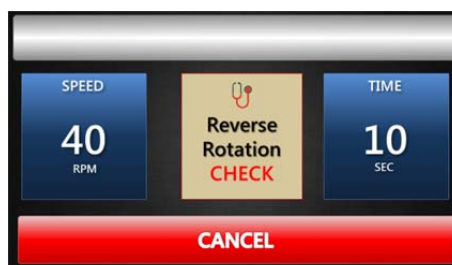 SPEED
40
RPM
Reverse
Rotation
CHECK
TIME
10
SEC
CANCEL